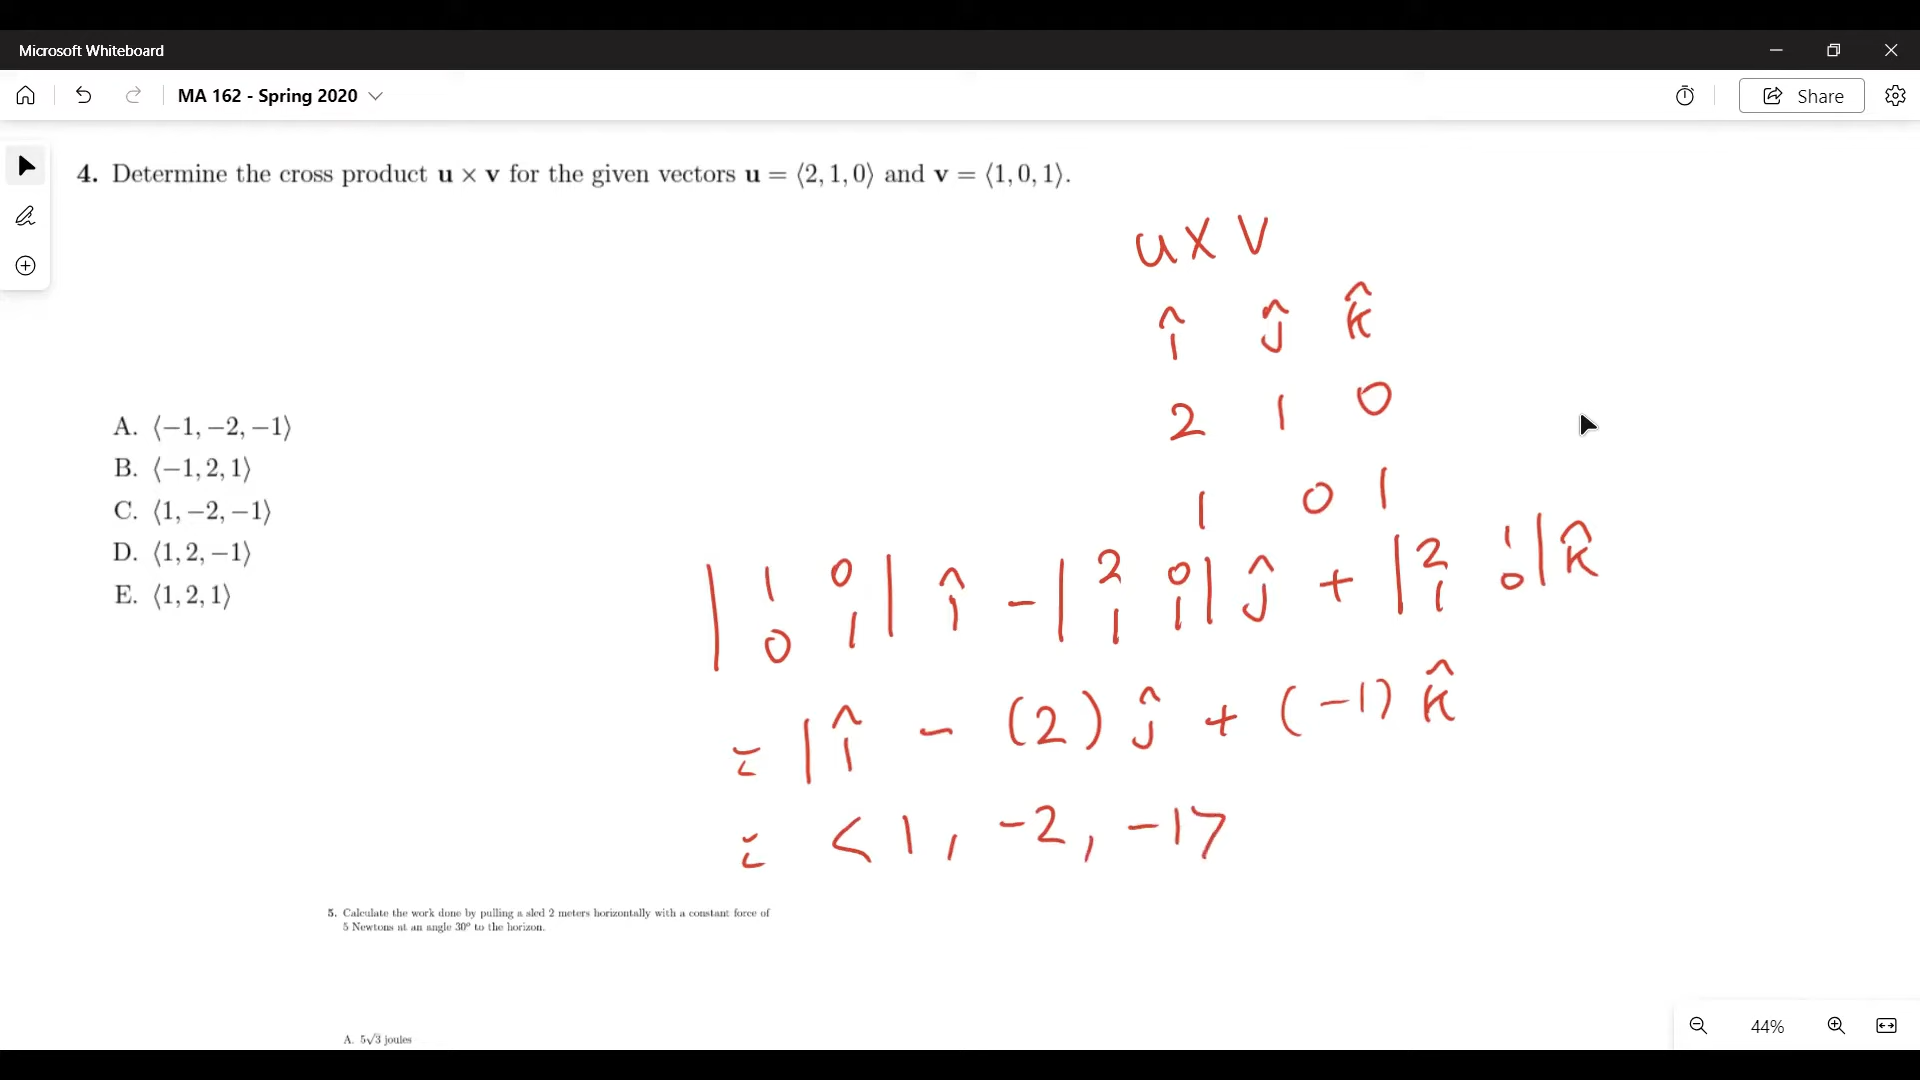 Microsoft Whiteboard
MA 162 - Spring 2020
Share
4. Determine the cross product u × v for the given vectors u = ⟨2, 1, 0⟩ and v = ⟨1, 0, 1⟩.
u x v
î ĵ k̂
2 1 0
1 0 1
A. ⟨−1, −2, −1⟩
B. ⟨−1, 2, 1⟩
C. ⟨1, −2, −1⟩
D. ⟨1, 2, −1⟩
E. ⟨1, 2, 1⟩
| 1 0 | î − | 2 0 | ĵ + | 2 1 | k̂
| 0 1 | | 1 1 | | 1 0 |
= 1 î − (2) ĵ + (−1) k̂
= <1, −2, −1>
5. Calculate the work done by pulling a sled 2 meters horizontally with a constant force of
5 Newtons at an angle 30° to the horizon.
A. 5√3 joules
44%